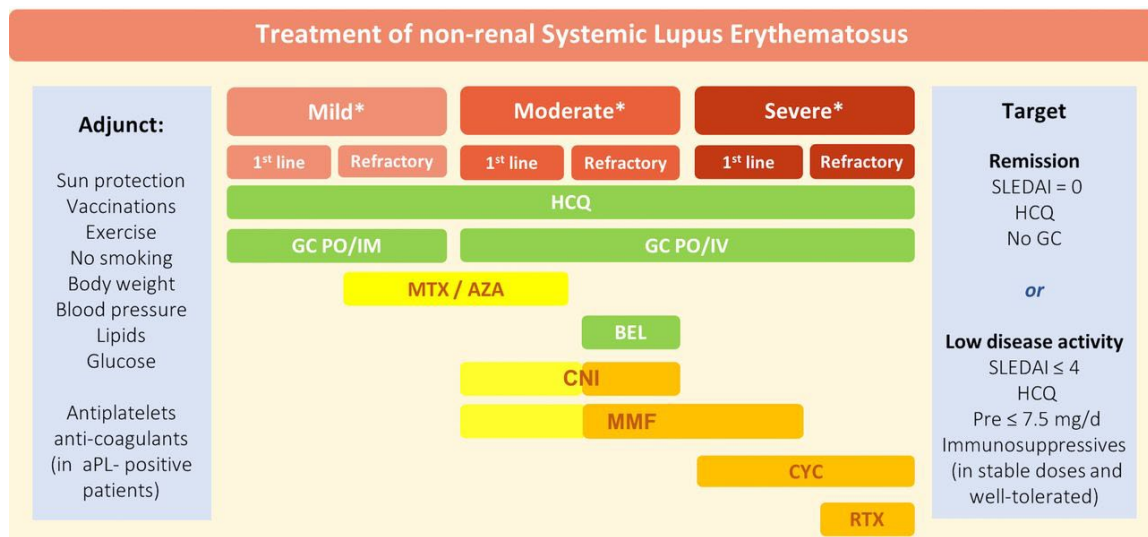 Treatment of non-renal Systemic Lupus Erythematosus
Adjunct:
Sun protection
Vaccinations
Exercise
No smoking
Body weight
Blood pressure
Lipids
Glucose
Antiplatelets
anti-coagulants
(in aPL- positive
patients)
Mild* Moderate* Severe*
1st line Refractory 1st line Refractory 1st line Refractory
HCQ
GC PO/IM GC PO/IV
MTX / AZA
BEL
CNI
MMF
CYC
RTX
Target
Remission
SLEDAI = 0
HCQ
No GC
or
Low disease activity
SLEDAI ≤ 4
HCQ
Pre ≤ 7.5 mg/d
Immunosuppressives
(in stable doses and
well-tolerated)